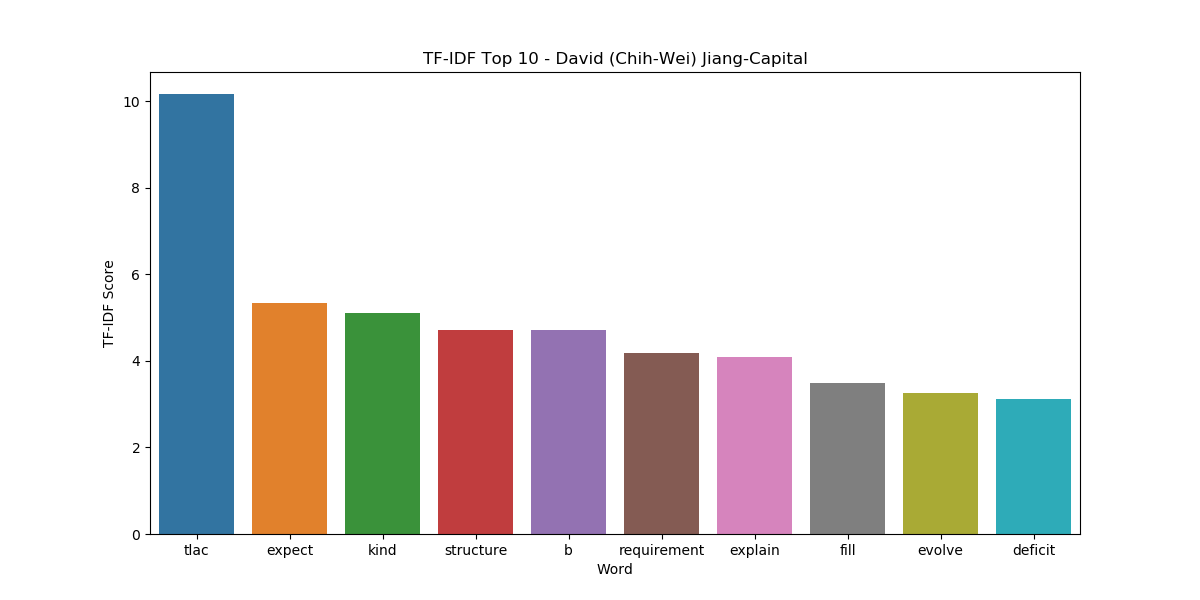 TF-IDF Top 10 - David (Chih-Wei) Jiang-Capital
10
8
6
4
2
0
TF-IDF Score
tlac expect kind structure b requirement explain fill evolve deficit
Word